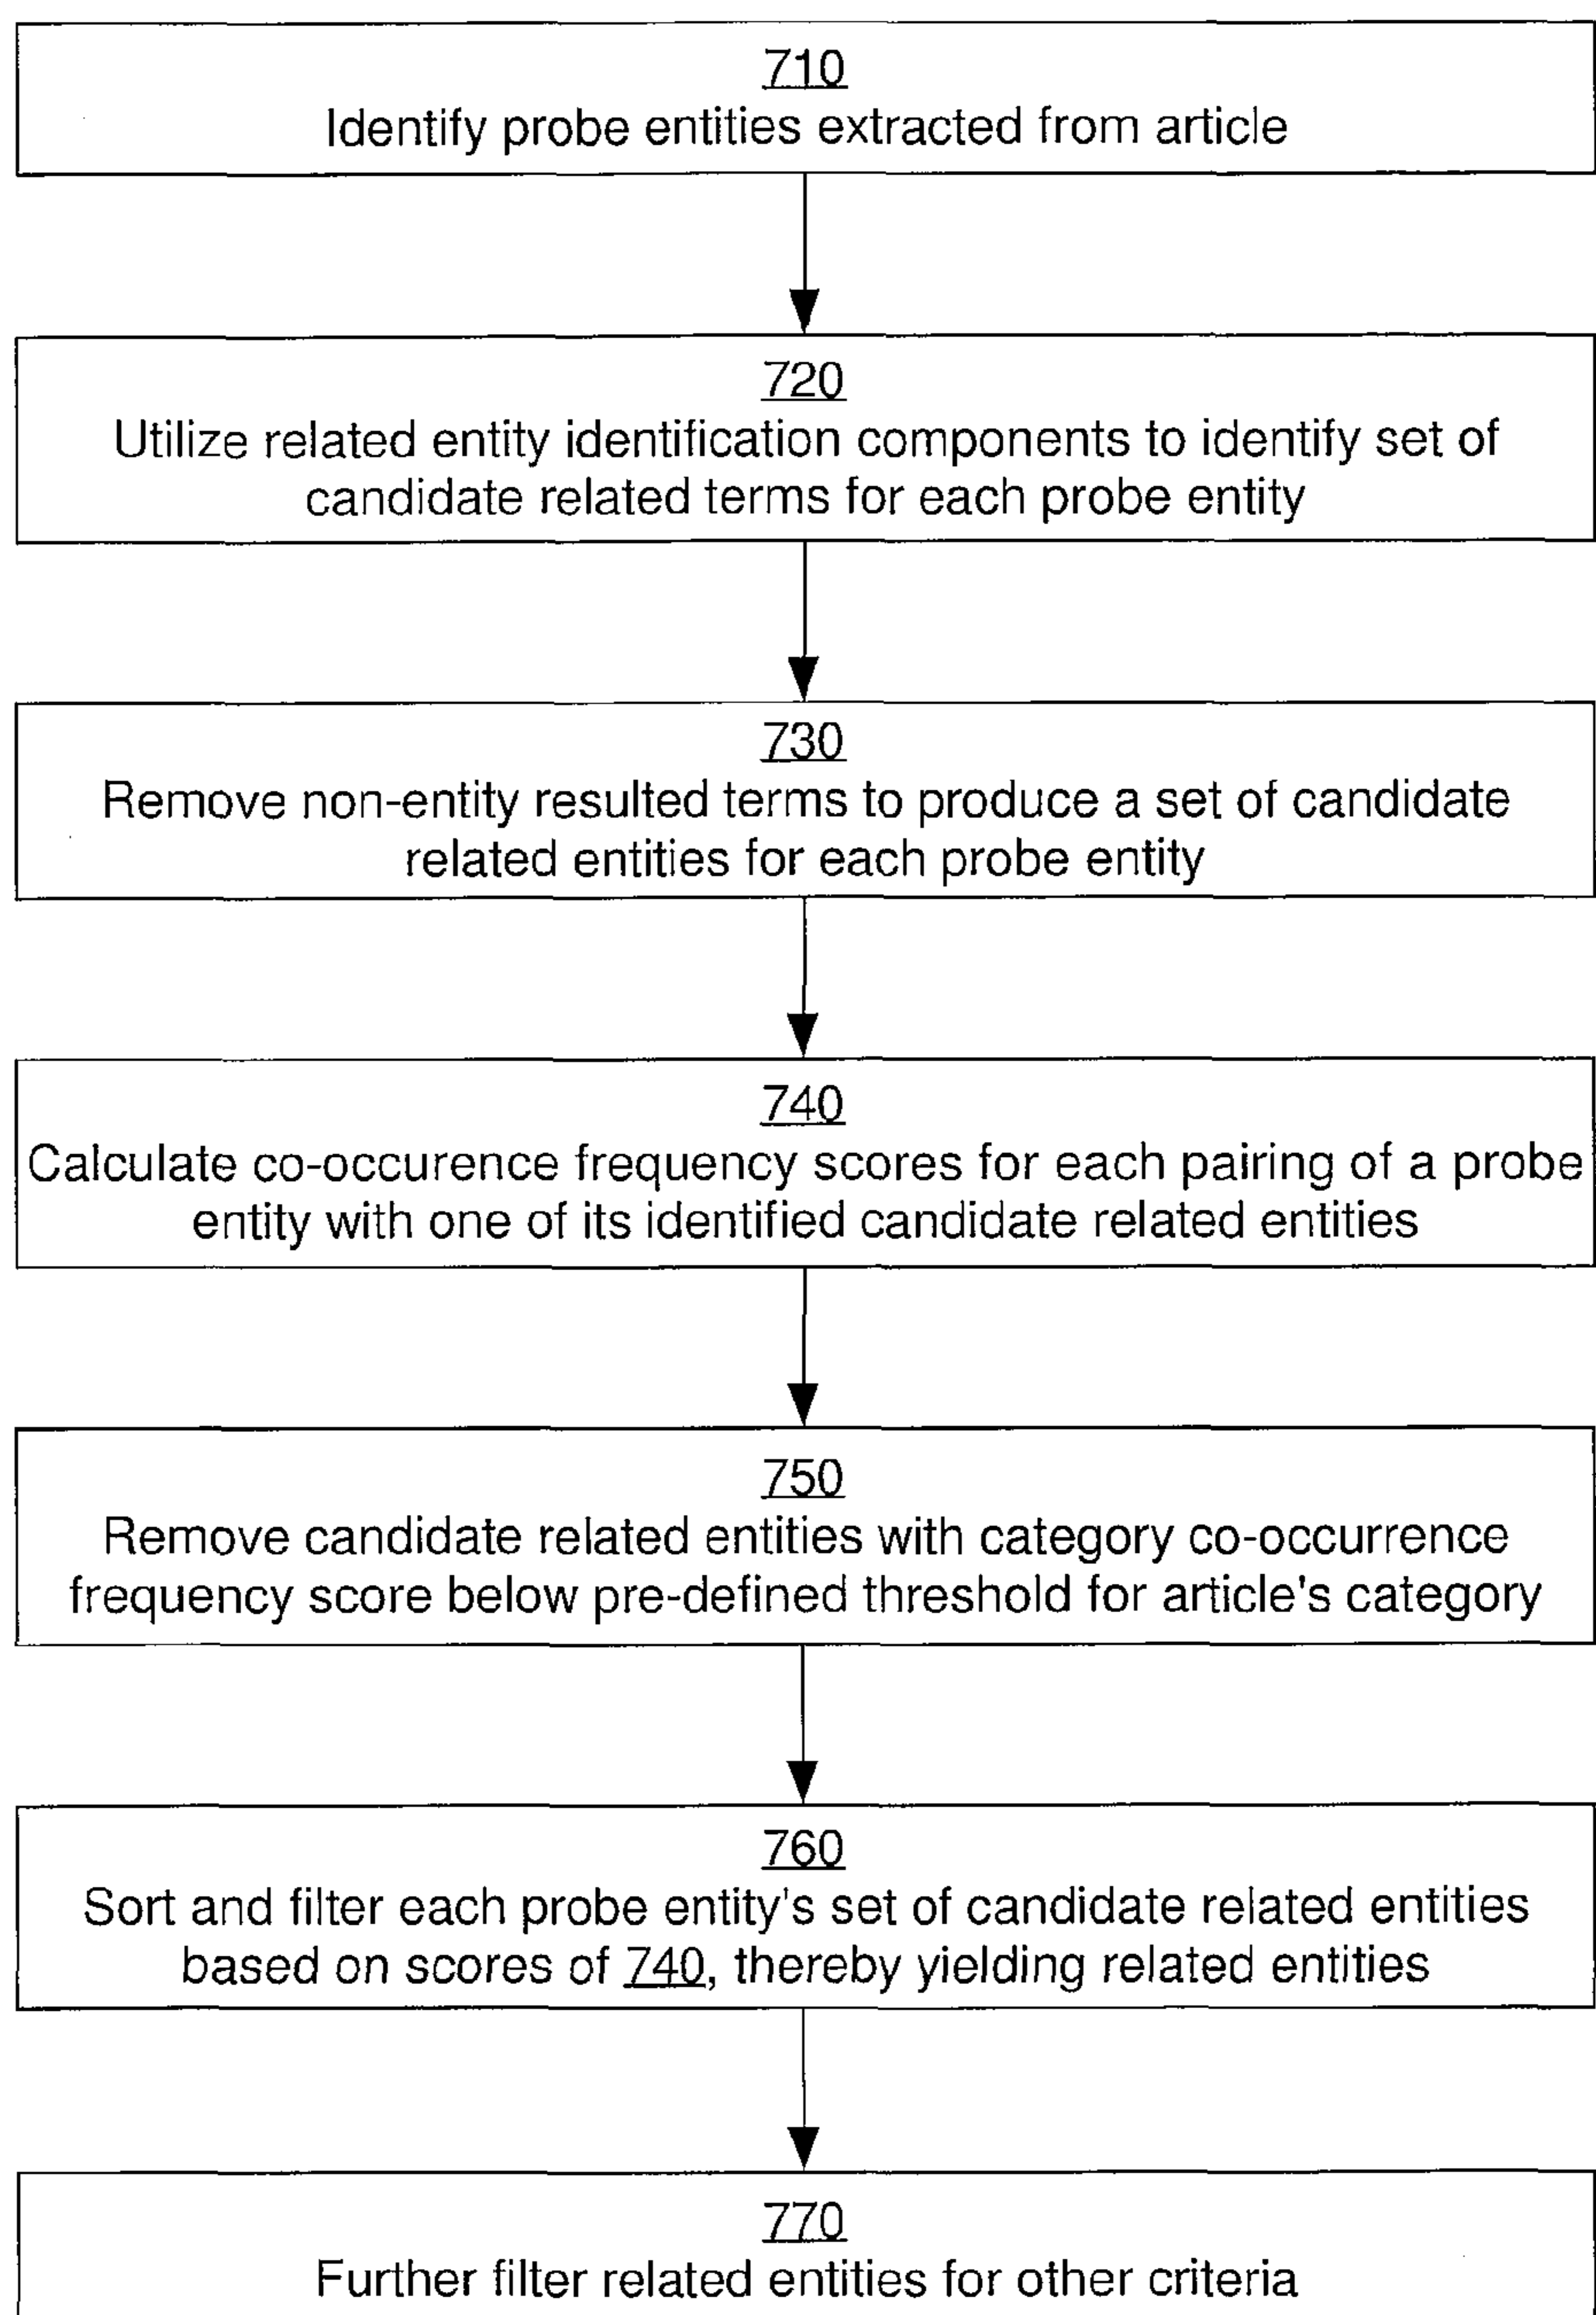 710
Identify probe entities extracted from article
720
Utilize related entity identification components to identify set of
candidate related terms for each probe entity
730
Remove non-entity resulted terms to produce a set of candidate
related entities for each probe entity
740
Calculate co-occurence frequency scores for each pairing of a probe
entity with one of its identified candidate related entities
750
Remove candidate related entities with category co-occurrence
frequency score below pre-defined threshold for article's category
760
Sort and filter each probe entity's set of candidate related entities
based on scores of 740, thereby yielding related entities
770
Further filter related entities for other criteria